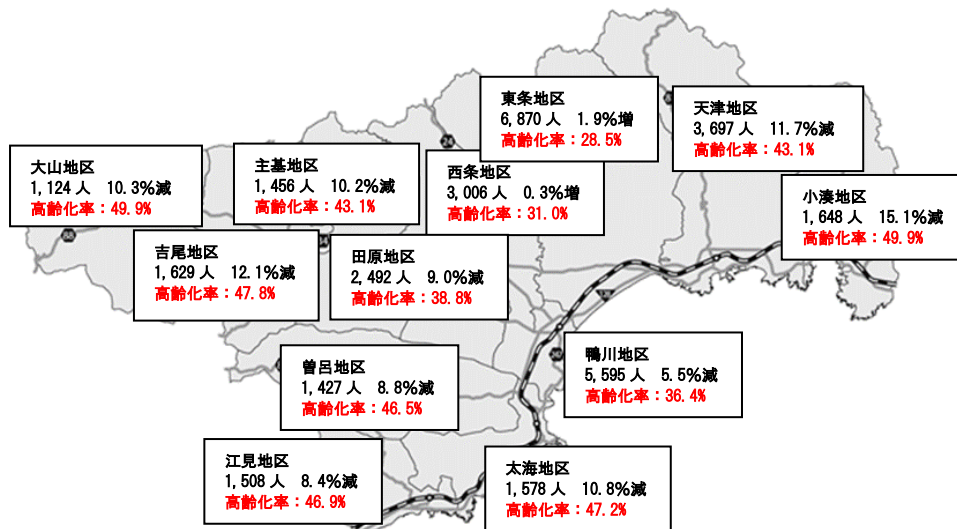 東条地区
6,870 人 1.9%増
高齢化率：28.5%
天津地区
3,697 人 11.7%減
高齢化率：43.1%
大山地区
1,124 人 10.3%減
高齢化率：49.9%
主基地区
1,456 人 10.2%減
高齢化率：43.1%
西条地区
3,006 人 0.3%増
高齢化率：31.0%
小湊地区
1,648 人 15.1%減
高齢化率：49.9%
吉尾地区
1,629 人 12.1%減
高齢化率：47.8%
田原地区
2,492 人 9.0%減
高齢化率：38.8%
曽呂地区
1,427 人 8.8%減
高齢化率：46.5%
鴨川地区
5,595 人 5.5%減
高齢化率：36.4%
江見地区
1,508 人 8.4%減
高齢化率：46.9%
太海地区
1,578 人 10.8%減
高齢化率：47.2%